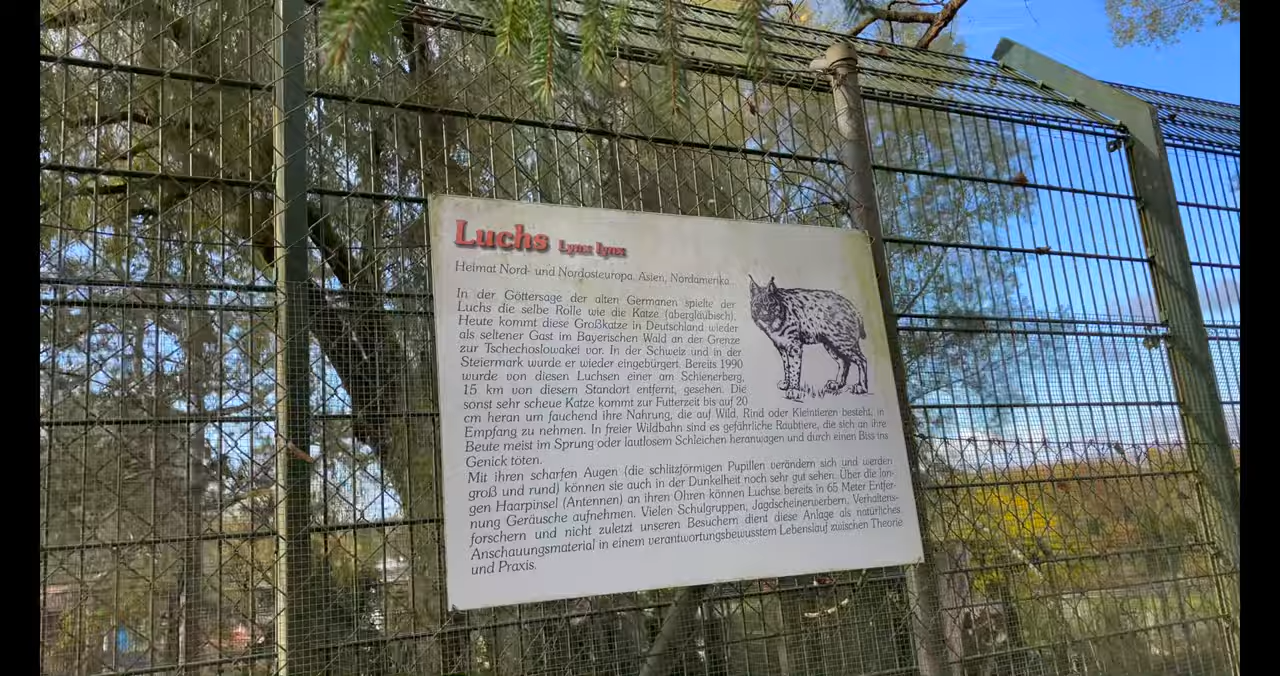 Luchs Lynx lynx
Heimat Nord- und Nordosteuropa, Asien, Nordamerika.
In der Göttersage der alten Germanen spielte der
Luchs die selbe Rolle wie die Katze (abergläubisch).
Heute kommt diese Großkatze in Deutschland wieder
als seltener Gast im Bayerischen Wald an der Grenze
zur Tschechoslowakei vor. In der Schweiz und in der
Steiermark wurde er wieder eingebürgert. Bereits 1990
wurde von diesen Luchsen einer am Schienerberg,
15 km von diesem Standort entfernt, gesehen. Die
sonst sehr scheue Katze kommt zur Futterzeit bis auf 20
cm heran um fauchend ihre Nahrung, die auf Wild, Rind oder Kleintieren besteht, in
Empfang zu nehmen. In freier Wildbahn sind es gefährliche Raubtiere, die sich an ihre
Beute meist im Sprung oder lautlosem Schleichen heranwagen und durch einen Biss ins
Genick töten.
Mit ihren scharfen Augen (die schlitzförmigen Pupillen verändern sich und werden
groß und rund) können sie auch in der Dunkelheit noch sehr gut sehen. Über die lan-
gen Haarpinsel (Antennen) an ihren Ohren können Luchse bereits in 65 Meter Entfer-
nung Geräusche aufnehmen. Vielen Schulgruppen, Jagdscheinerwerbern, Verhaltens-
forschern und nicht zuletzt unseren Besuchern dient diese Anlage als natürliches
Anschauungsmaterial in einem verantwortungsbewusstem Lebenslauf zwischen Theorie
und Praxis.